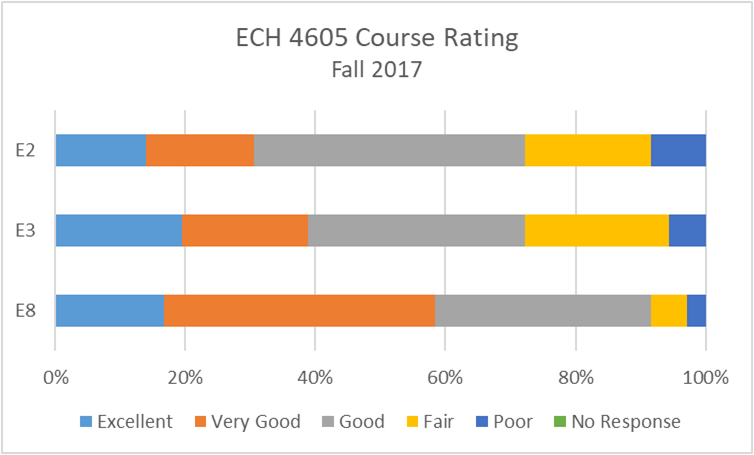 ECH 4605 Course Rating
Fall 2017
E2
E3
E8
0% 20% 40% 60% 80% 100%
Excellent Very Good Good Fair Poor No Response